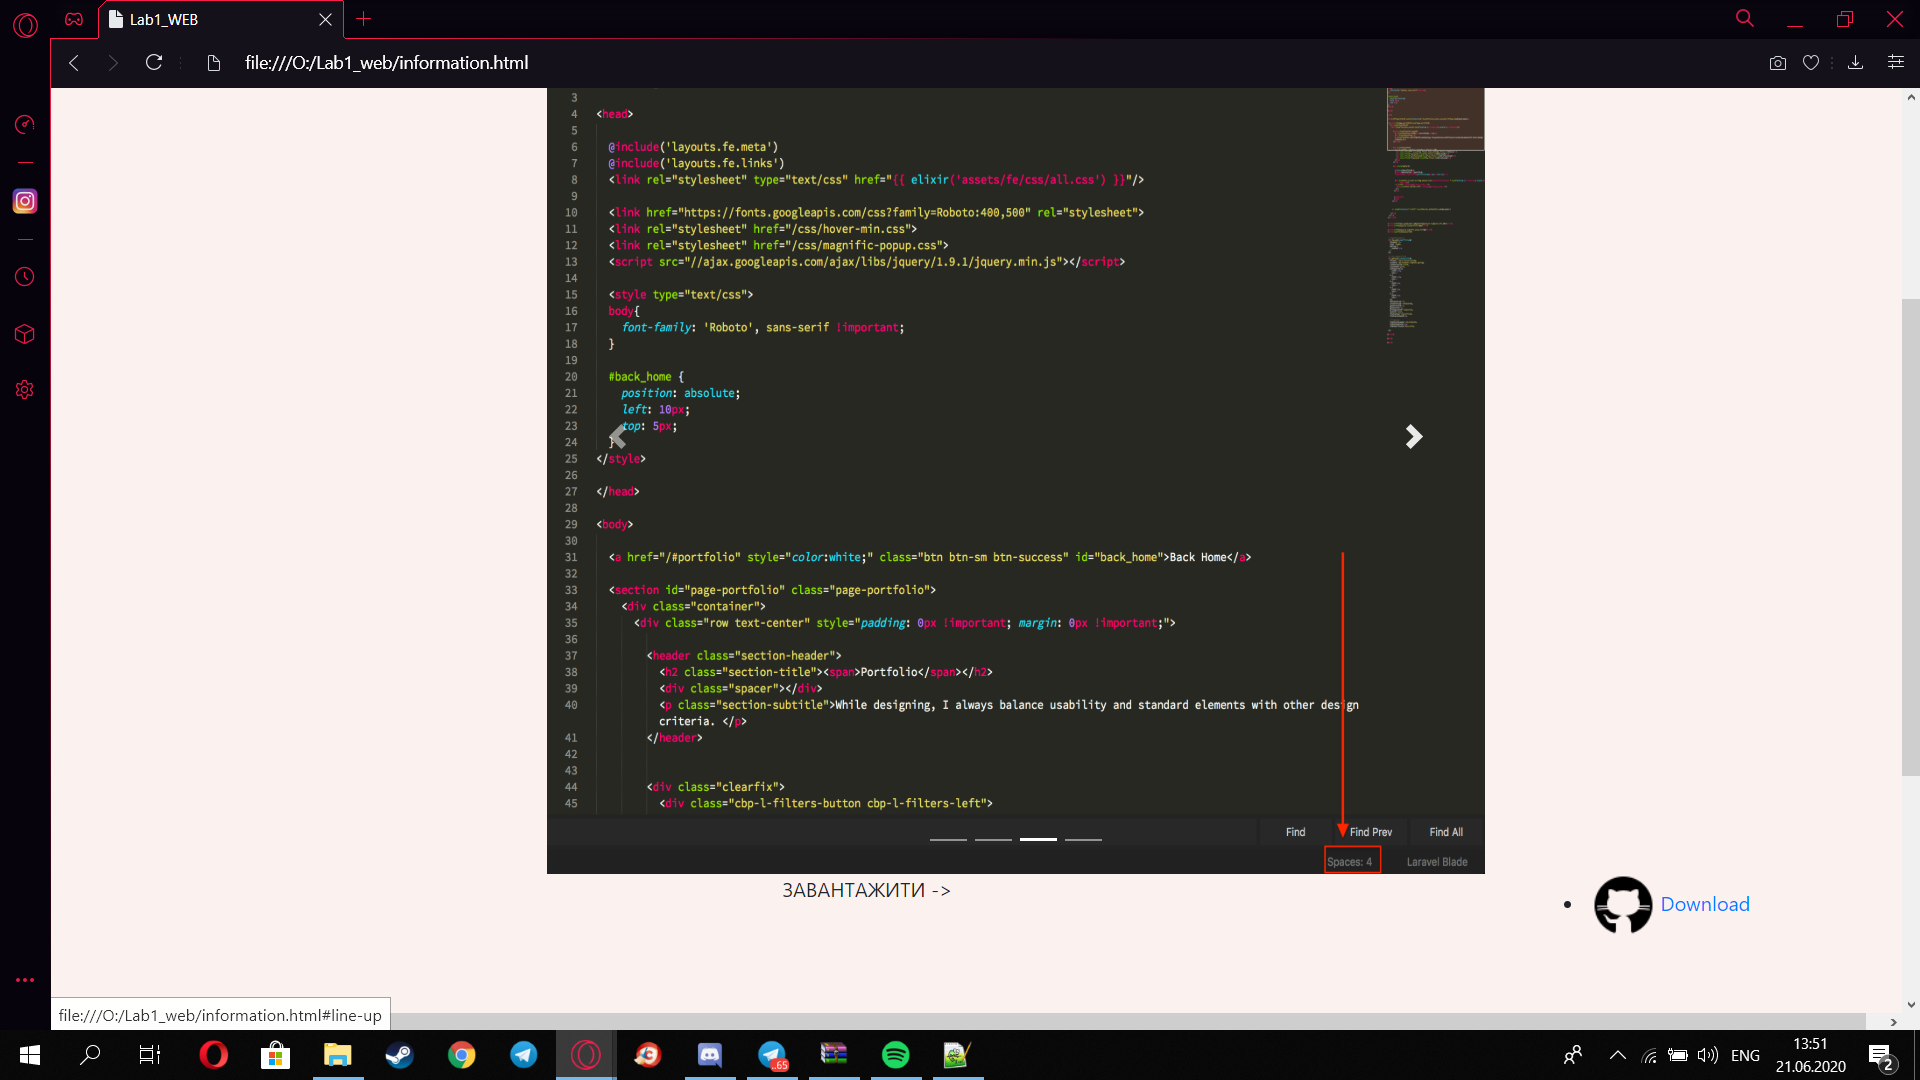 Lab1_WEB
file:///O:/Lab1_web/information.html
3
4 <head>
5
6 @include('layouts.fe.meta')
7 @include('layouts.fe.links')
8 <link rel="stylesheet" type="text/css" href="{{ elixir('assets/fe/css/all.css') }}"/>
9
10 <link href="https://fonts.googleapis.com/css?family=Roboto:400,500" rel="stylesheet">
11 <link rel="stylesheet" href="/css/hover-min.css">
12 <link rel="stylesheet" href="/css/magnific-popup.css">
13 <script src="//ajax.googleapis.com/ajax/libs/jquery/1.9.1/jquery.min.js"></script>
14
15 <style type="text/css">
16 body{
17 font-family: 'Roboto', sans-serif !important;
18 }
19
20 #back_home {
21 position: absolute;
22 left: 10px;
23 top: 5px;
24 }
25 </style>
26
27 </head>
28
29 <body>
30
31 <a href="/#portfolio" style="color:white;" class="btn btn-sm btn-success" id="back_home">Back Home</a>
32
33 <section id="page-portfolio" class="page-portfolio">
34 <div class="container">
35 <div class="row text-center" style="padding: 0px !important; margin: 0px !important;">
36
37 <header class="section-header">
38 <h2 class="section-title"><span>Portfolio</span></h2>
39 <div class="spacer"></div>
40 <p class="section-subtitle">While designing, I always balance usability and standard elements with other design
criteria. </p>
41 </header>
42
43
44 <div class="clearfix">
45 <div class="cbp-l-filters-button cbp-l-filters-left">
Find Find Prev Find All
Spaces: 4 Laravel Blade
ЗАВАНТАЖИТИ ->
Download
file:///O:/Lab1_web/information.html#line-up
..65
ENG
13:51
21.06.2020
2